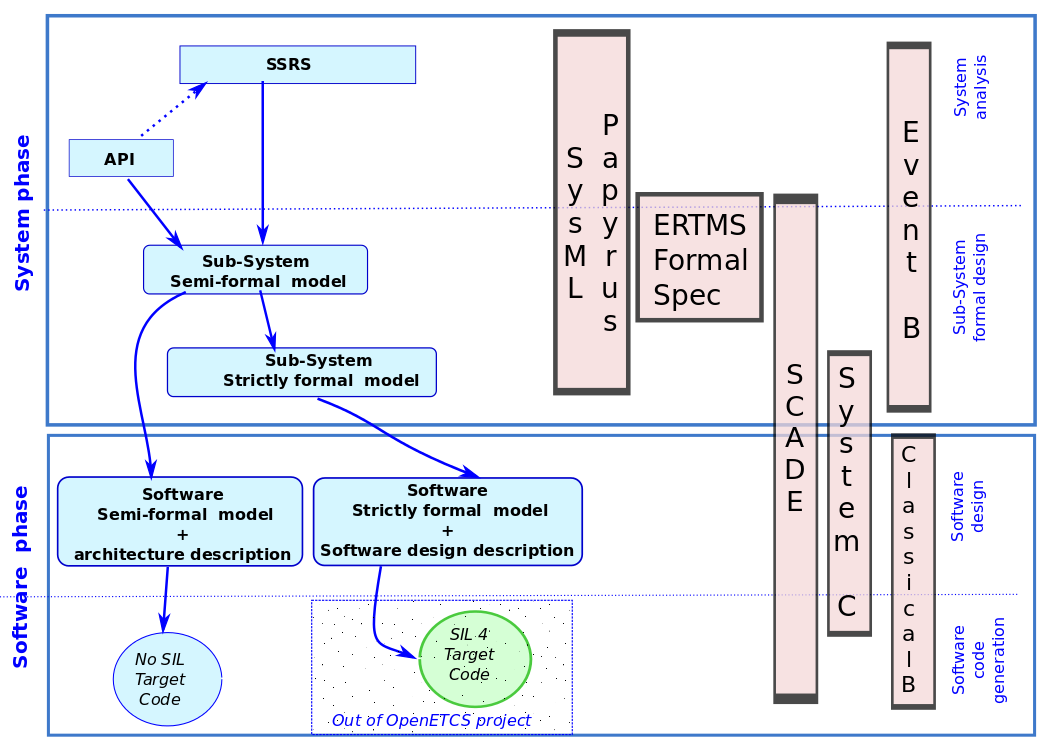 SSRS
API
System phase
Sub-System
Semi-formal model
Sub-System
Strictly formal model
SysML
Papyrus
ERTMS
Formal
Spec
SCADE
System C
Event B
Classical B
System
analysis
Sub-System
formal design
Software phase
Software
Semi-formal model
+
architecture description
Software
Strictly formal model
+
Software design description
No SIL
Target
Code
SIL 4
Target
Code
Out of OpenETCS project
Software
design
Software
code
generation